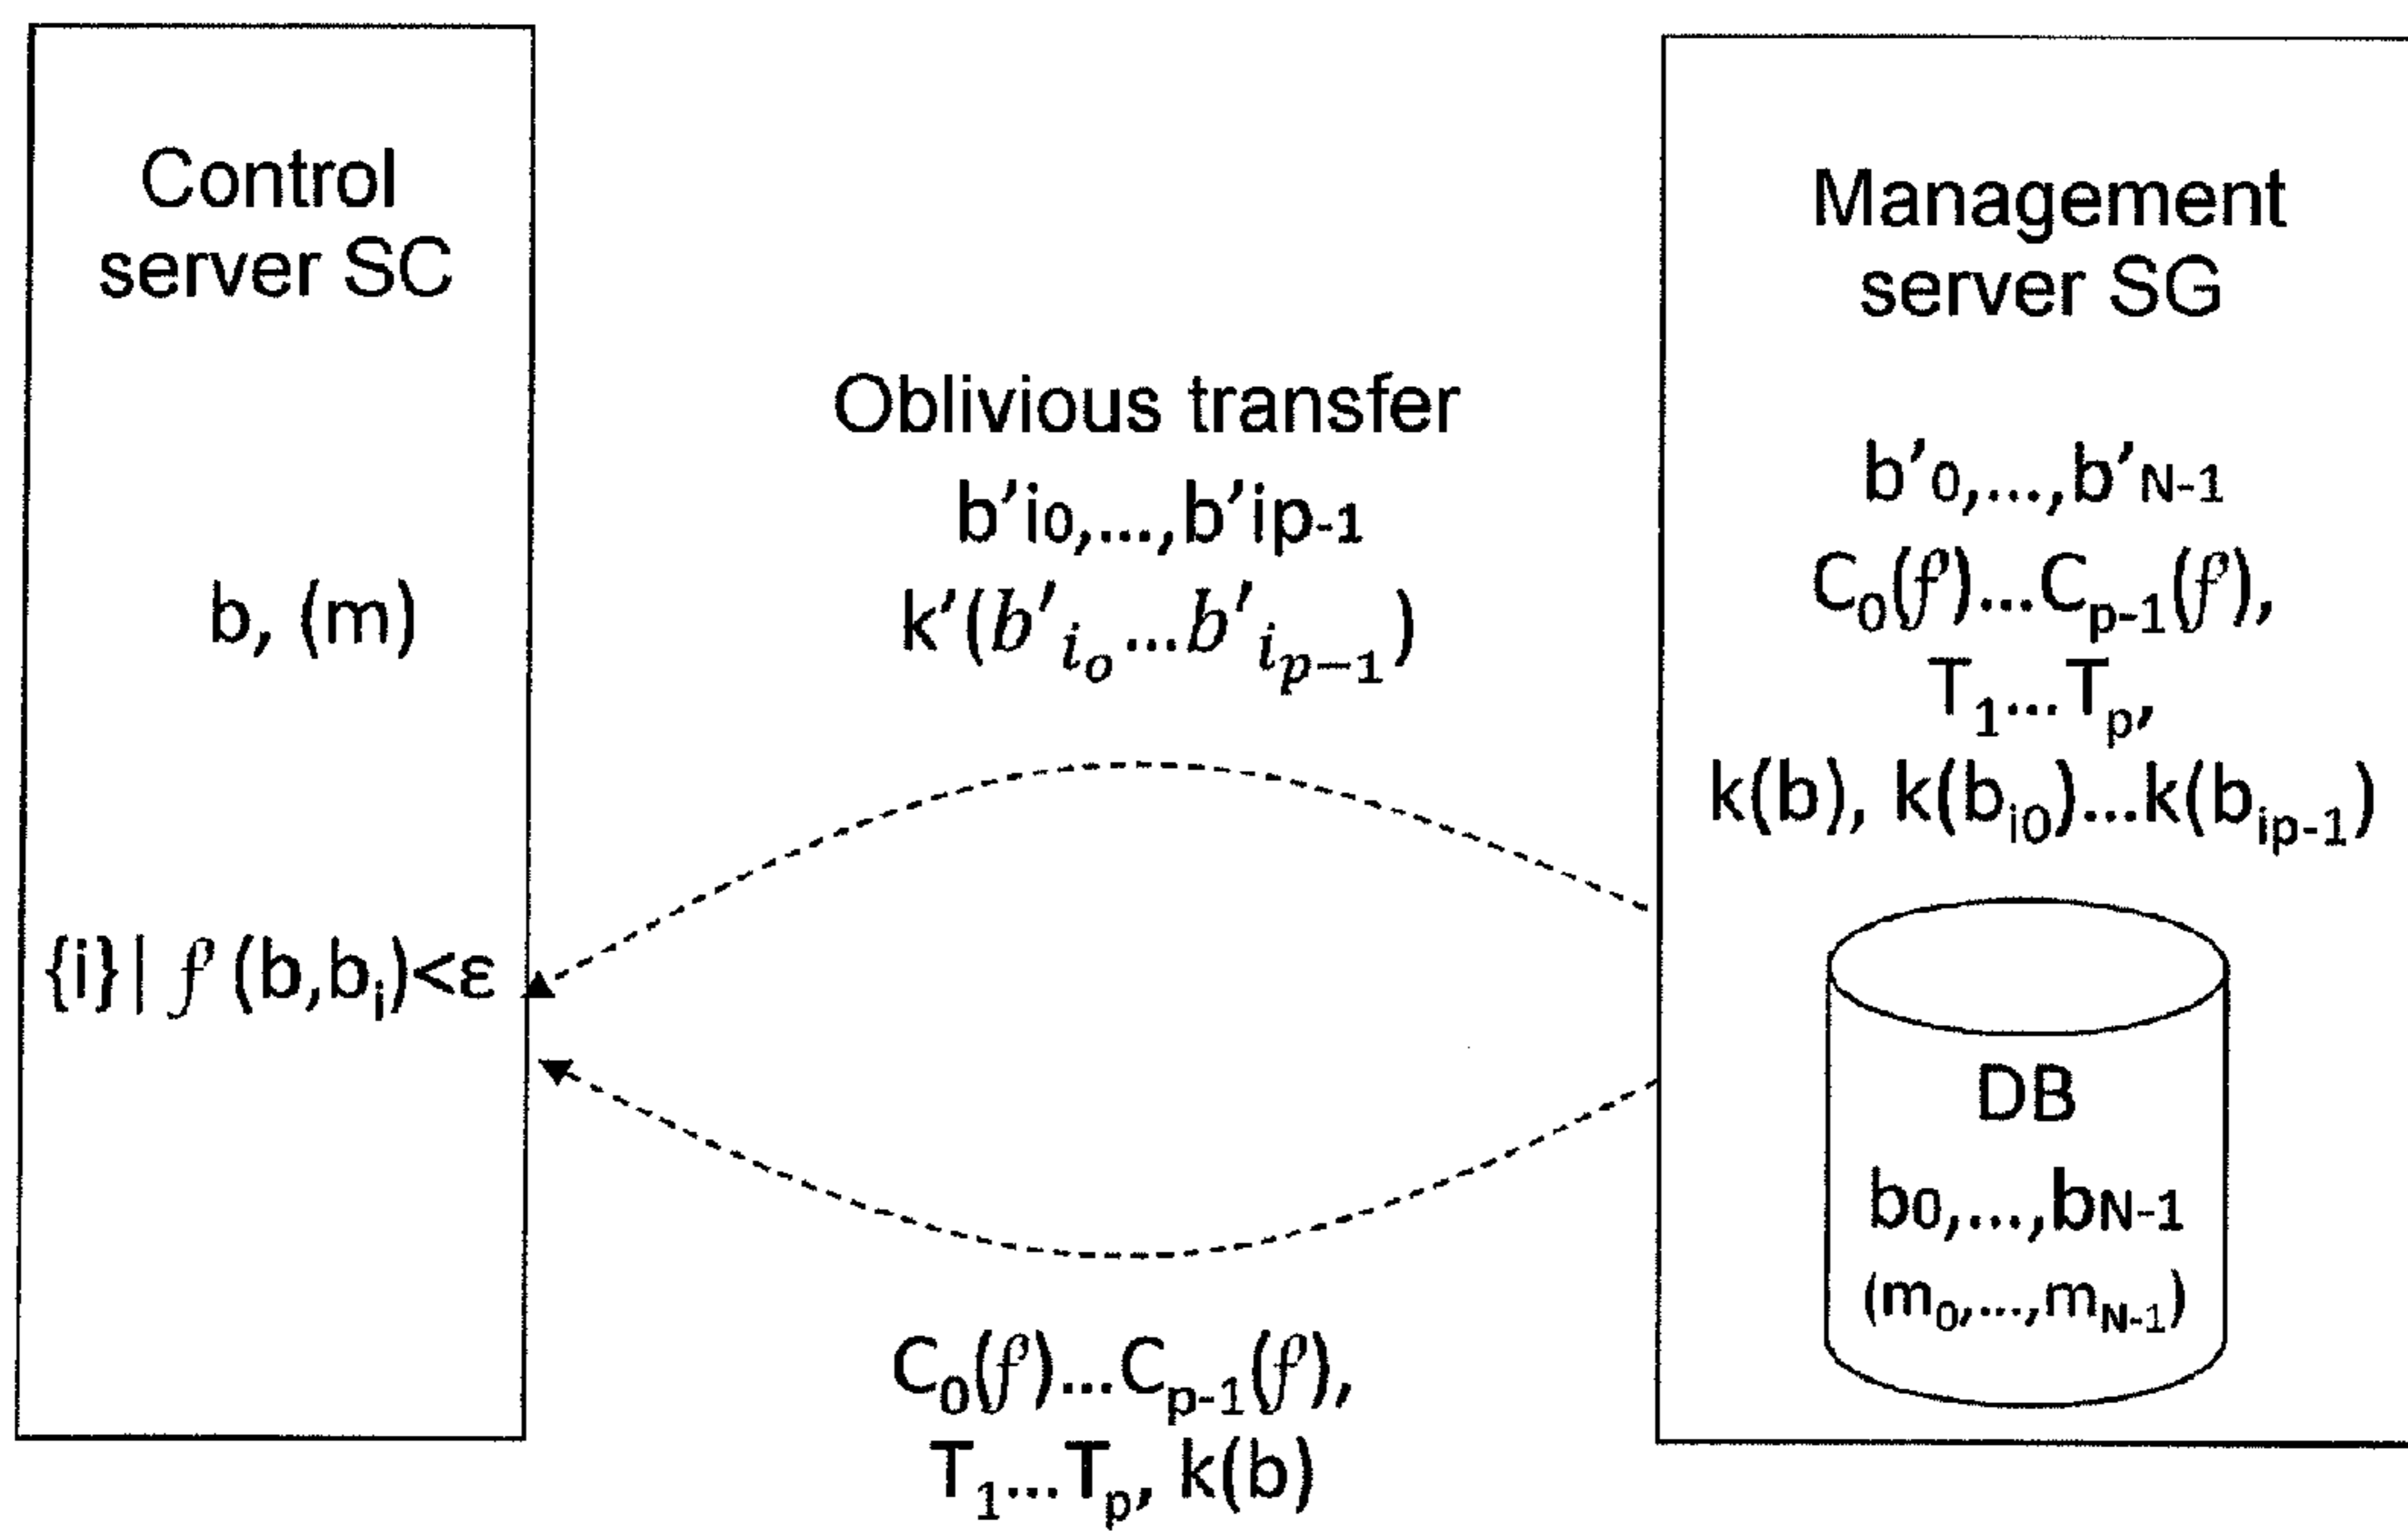 Control
server SC
b, (m)
{i}| f (b,bᵢ)<ε
Oblivious transfer
b'i0,...,b'ip-1
k'(b'iₒ...b'iₚ₋₁)
C₀(f)...Cp-1(f),
T₁...Tp, k(b)
Management
server SG
b'0,...,b'N-1
C₀(f)...Cp-1(f),
T₁...Tp,
k(b), k(bi0)...k(bip-1)
DB
b0,...,bN-1
(m₀,...,mN-1)